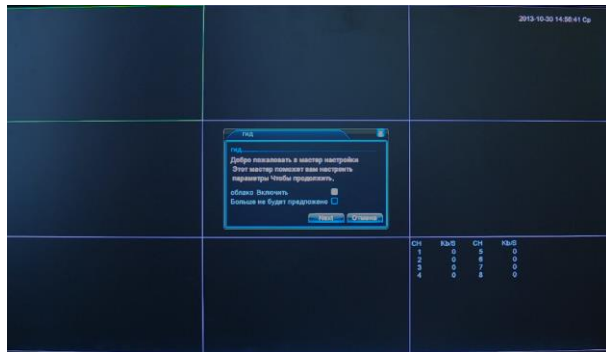 2013-10-30 14:56:41 Ср
гид
гид
Добро пожаловать в мастер настройки
Этот мастер поможет вам настроить
параметры Чтобы продолжить,
облако Включить
Больше не будет предложено
Отмена
CH Kb/S CH Kb/S
1 0 5 0
2 0 6 0
3 0 7 0
4 0 8 0